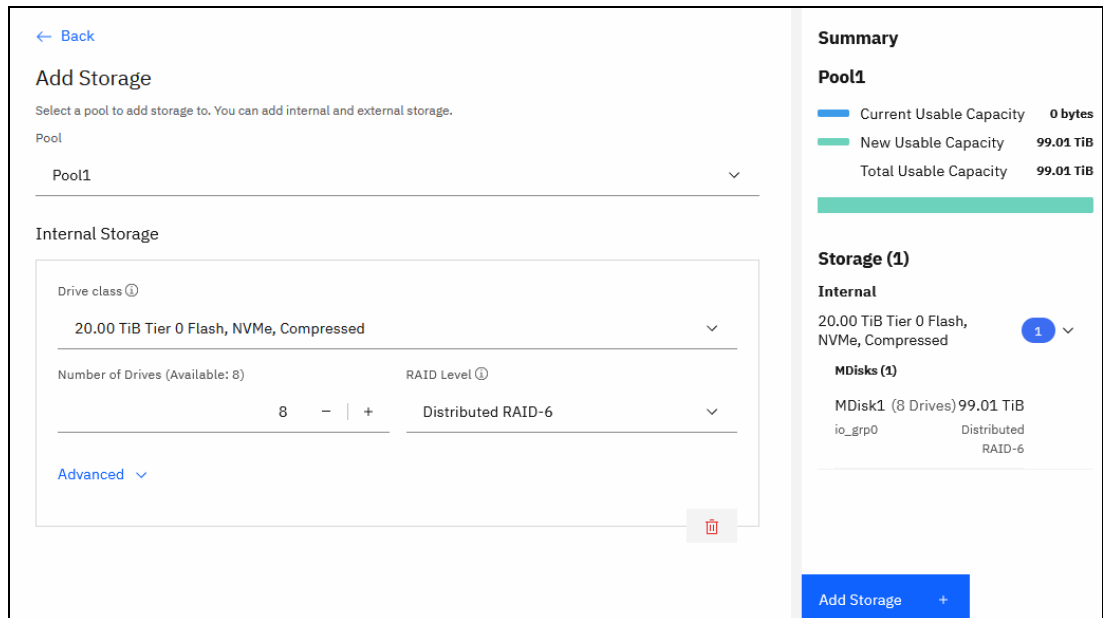 ← Back
Add Storage
Select a pool to add storage to. You can add internal and external storage.
Pool
Pool1
Internal Storage
Drive class
20.00 TiB Tier 0 Flash, NVMe, Compressed
Number of Drives (Available: 8)
RAID Level
8 − | +
Distributed RAID-6
Advanced
Summary
Pool1
Current Usable Capacity 0 bytes
New Usable Capacity 99.01 TiB
Total Usable Capacity 99.01 TiB
Storage (1)
Internal
20.00 TiB Tier 0 Flash,
NVMe, Compressed
1
MDisks (1)
MDisk1 (8 Drives) 99.01 TiB
io_grp0 Distributed
RAID-6
Add Storage +